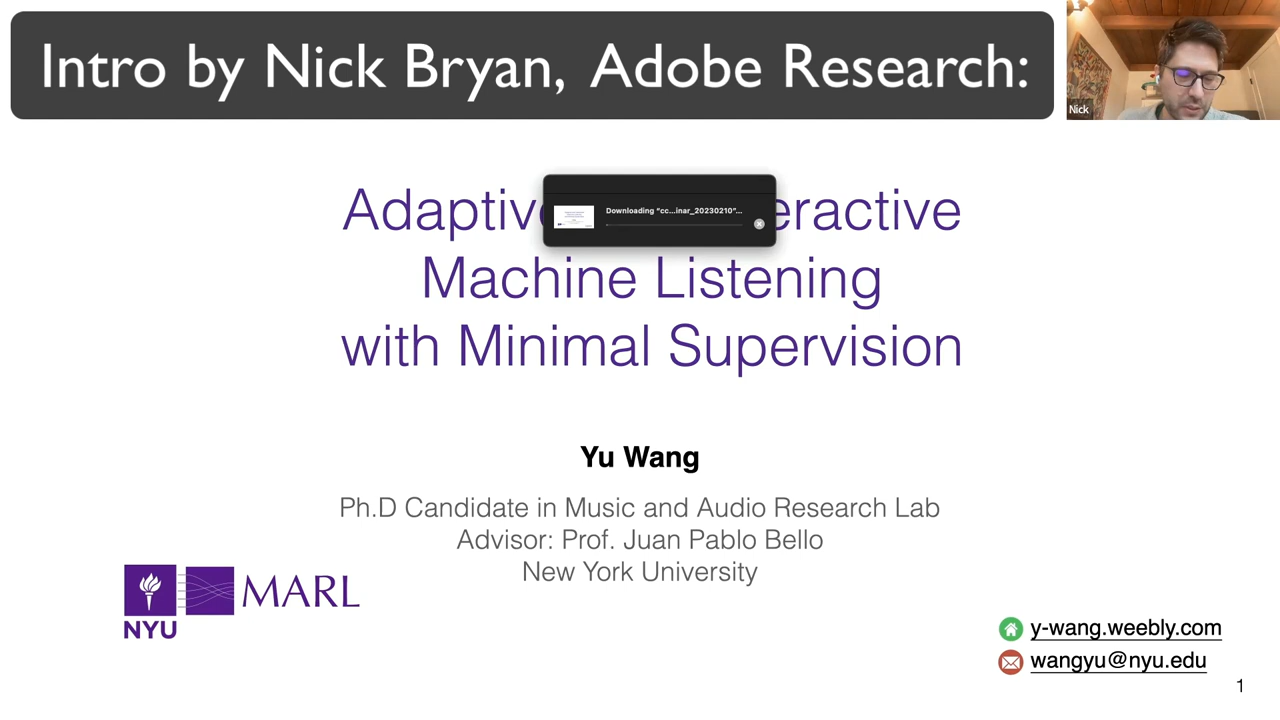 Intro by Nick Bryan, Adobe Research:
Nick
Adaptiv eractive
Downloading “cc...inar_20230210”...
Machine Listening
with Minimal Supervision
Yu Wang
Ph.D Candidate in Music and Audio Research Lab
Advisor: Prof. Juan Pablo Bello
New York University
NYU
MARL
y-wang.weebly.com
wangyu@nyu.edu
1